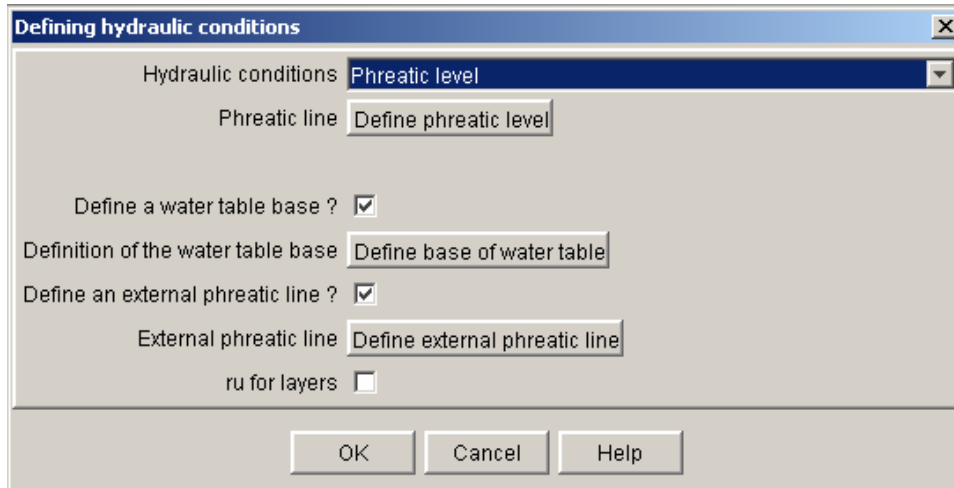 Defining hydraulic conditions
Hydraulic conditions Phreatic level
Phreatic line Define phreatic level
Define a water table base ?
Definition of the water table base Define base of water table
Define an external phreatic line ?
External phreatic line Define external phreatic line
ru for layers
OK Cancel Help